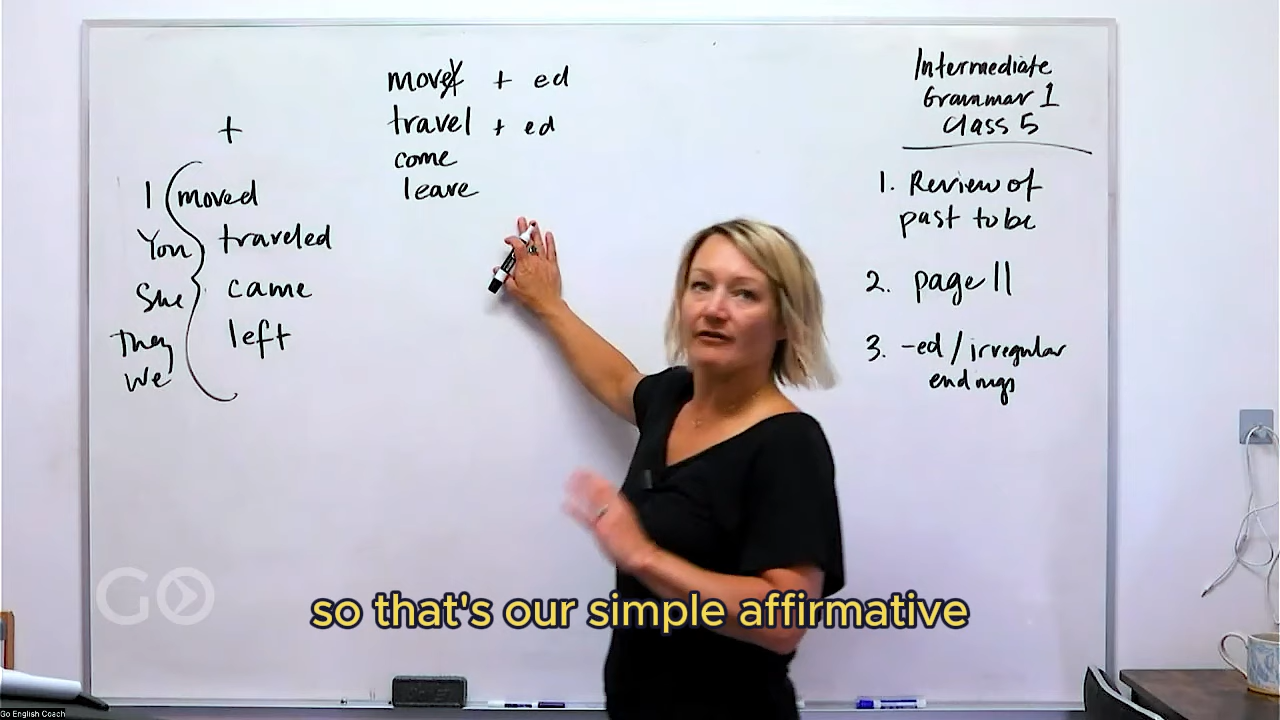 +
I moved
You traveled
She came
They left
We
move + ed
travel + ed
come
leave
Intermediate
Grammar 1
Class 5
1. Review of
past to be
2. page 11
3. -ed / irregular
endings
GO
so that's our simple affirmative
Go English Coach